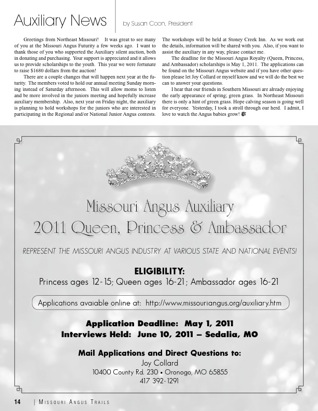 Auxiliary News
by Susan Coon, President
Greetings from Northeast Missouri! It was great to see many
of you at the Missouri Angus Futurity a few weeks ago. I want to
thank those of you who supported the Auxiliary silent auction, both
in donating and purchasing. Your support is appreciated and it allows
us to provide scholarships to the youth. This year we were fortunate
to raise $1600 dollars from the auction!
There are a couple changes that will happen next year at the fu-
turity. The members voted to hold our annual meeting Sunday morn-
ing instead of Saturday afternoon. This will allow moms to listen
and be more involved in the juniors meeting and hopefully increase
auxiliary membership. Also, next year on Friday night, the auxiliary
is planning to hold workshops for the juniors who are interested in
participating in the Regional and/or National Junior Angus contests.
The workshops will be held at Stoney Creek Inn. As we work out
the details, information will be shared with you. Also, if you want to
assist the auxiliary in any way, please contact me.
The deadline for the Missouri Angus Royalty (Queen, Princess,
and Ambassador) scholarships is May 1, 2011. The applications can
be found on the Missouri Angus website and if you have other ques-
tion please let Joy Collard or myself know and we will do the best we
can to answer your question.
I hear that our friends in Southern Missouri are already enjoying
the early appearance of spring; green grass. In Northeast Missouri
there is only a hint of green grass. Hope calving season is going well
for everyone. Yesterday, I took a stroll through our herd. I admit, I
love to watch the Angus babies grow!
Missouri Angus Auxiliary
2011 Queen, Princess & Ambassador
REPRESENT THE MISSOURI ANGUS INDUSTRY AT VARIOUS STATE AND NATIONAL EVENTS!
ELIGIBILITY:
Princess ages 12-15; Queen ages 16-21; Ambassador ages 16-21
Applications avaiable online at: http://www.missouriangus.org/auxiliary.htm
Application Deadline: May 1, 2011
Interviews Held: June 10, 2011 – Sedalia, MO
Mail Applications and Direct Questions to:
Joy Collard
10400 County Rd. 230 • Oronogo, MO 65855
417 392-1291
14 | MISSOURI ANGUS TRAILS